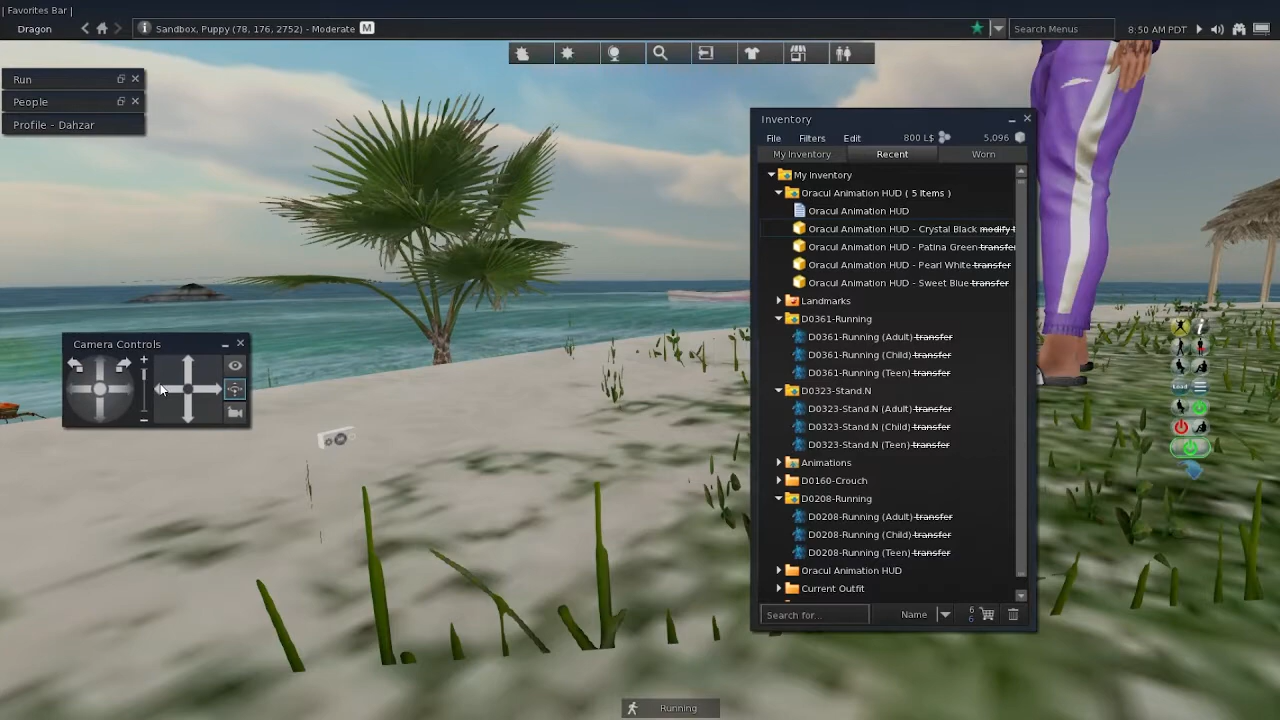 | Favorites Bar |
Dragon
i Sandbox, Puppy (78, 176, 2752) - Moderate M
Search Menus
8:50 AM PDT
Run
People
Profile - Dahzar
Camera Controls
Inventory
File Filters Edit 800 L$ 5,096
My Inventory Recent Worn
My Inventory
Oracul Animation HUD ( 5 Items )
Oracul Animation HUD
Oracul Animation HUD - Crystal Black modify t
Oracul Animation HUD - Patina Green transfer
Oracul Animation HUD - Pearl White transfer
Oracul Animation HUD - Sweet Blue transfer
Landmarks
D0361-Running
D0361-Running (Adult) transfer
D0361-Running (Child) transfer
D0361-Running (Teen) transfer
D0323-Stand.N
D0323-Stand.N (Adult) transfer
D0323-Stand.N (Child) transfer
D0323-Stand.N (Teen) transfer
Animations
D0160-Crouch
D0208-Running
D0208-Running (Adult) transfer
D0208-Running (Child) transfer
D0208-Running (Teen) transfer
Oracul Animation HUD
Current Outfit
Search for...
Name
6
6
Load
Running